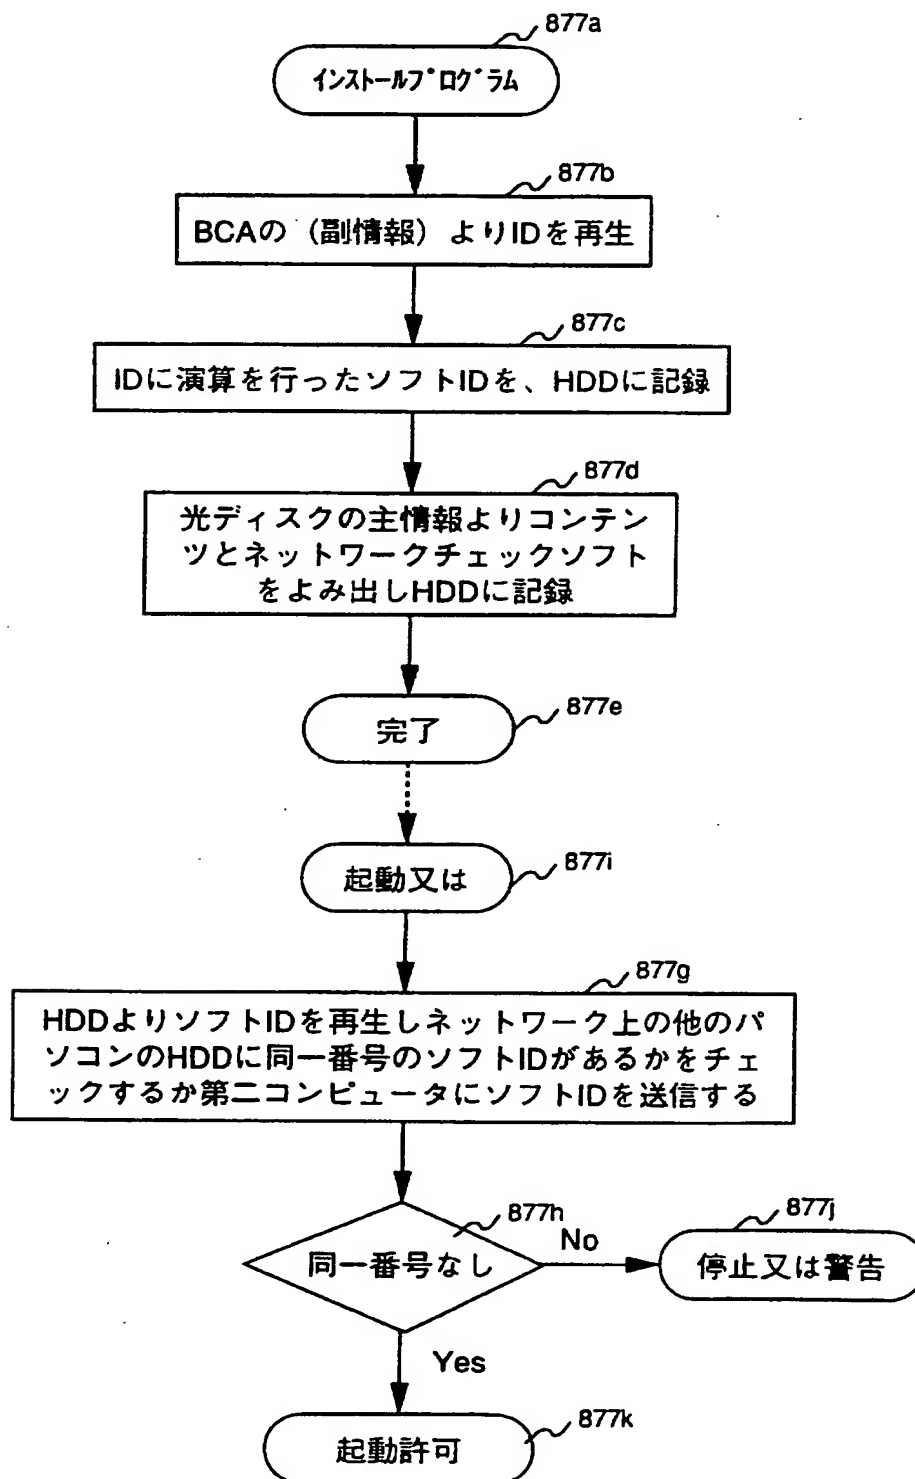 877a
インストールプログラム
877b
BCAの（副情報）よりIDを再生
877c
IDに演算を行ったソフトIDを、HDDに記録
877d
光ディスクの主情報よりコンテン
ツとネットワークチェックソフト
をよみ出しHDDに記録
877e
完了
877i
起動又は
877g
HDDよりソフトIDを再生しネットワーク上の他のパ
ソコンのHDDに同一番号のソフトIDがあるかをチェ
ックするか第二コンピュータにソフトIDを送信する
877h
同一番号なし
No
877j
停止又は警告
Yes
877k
起動許可